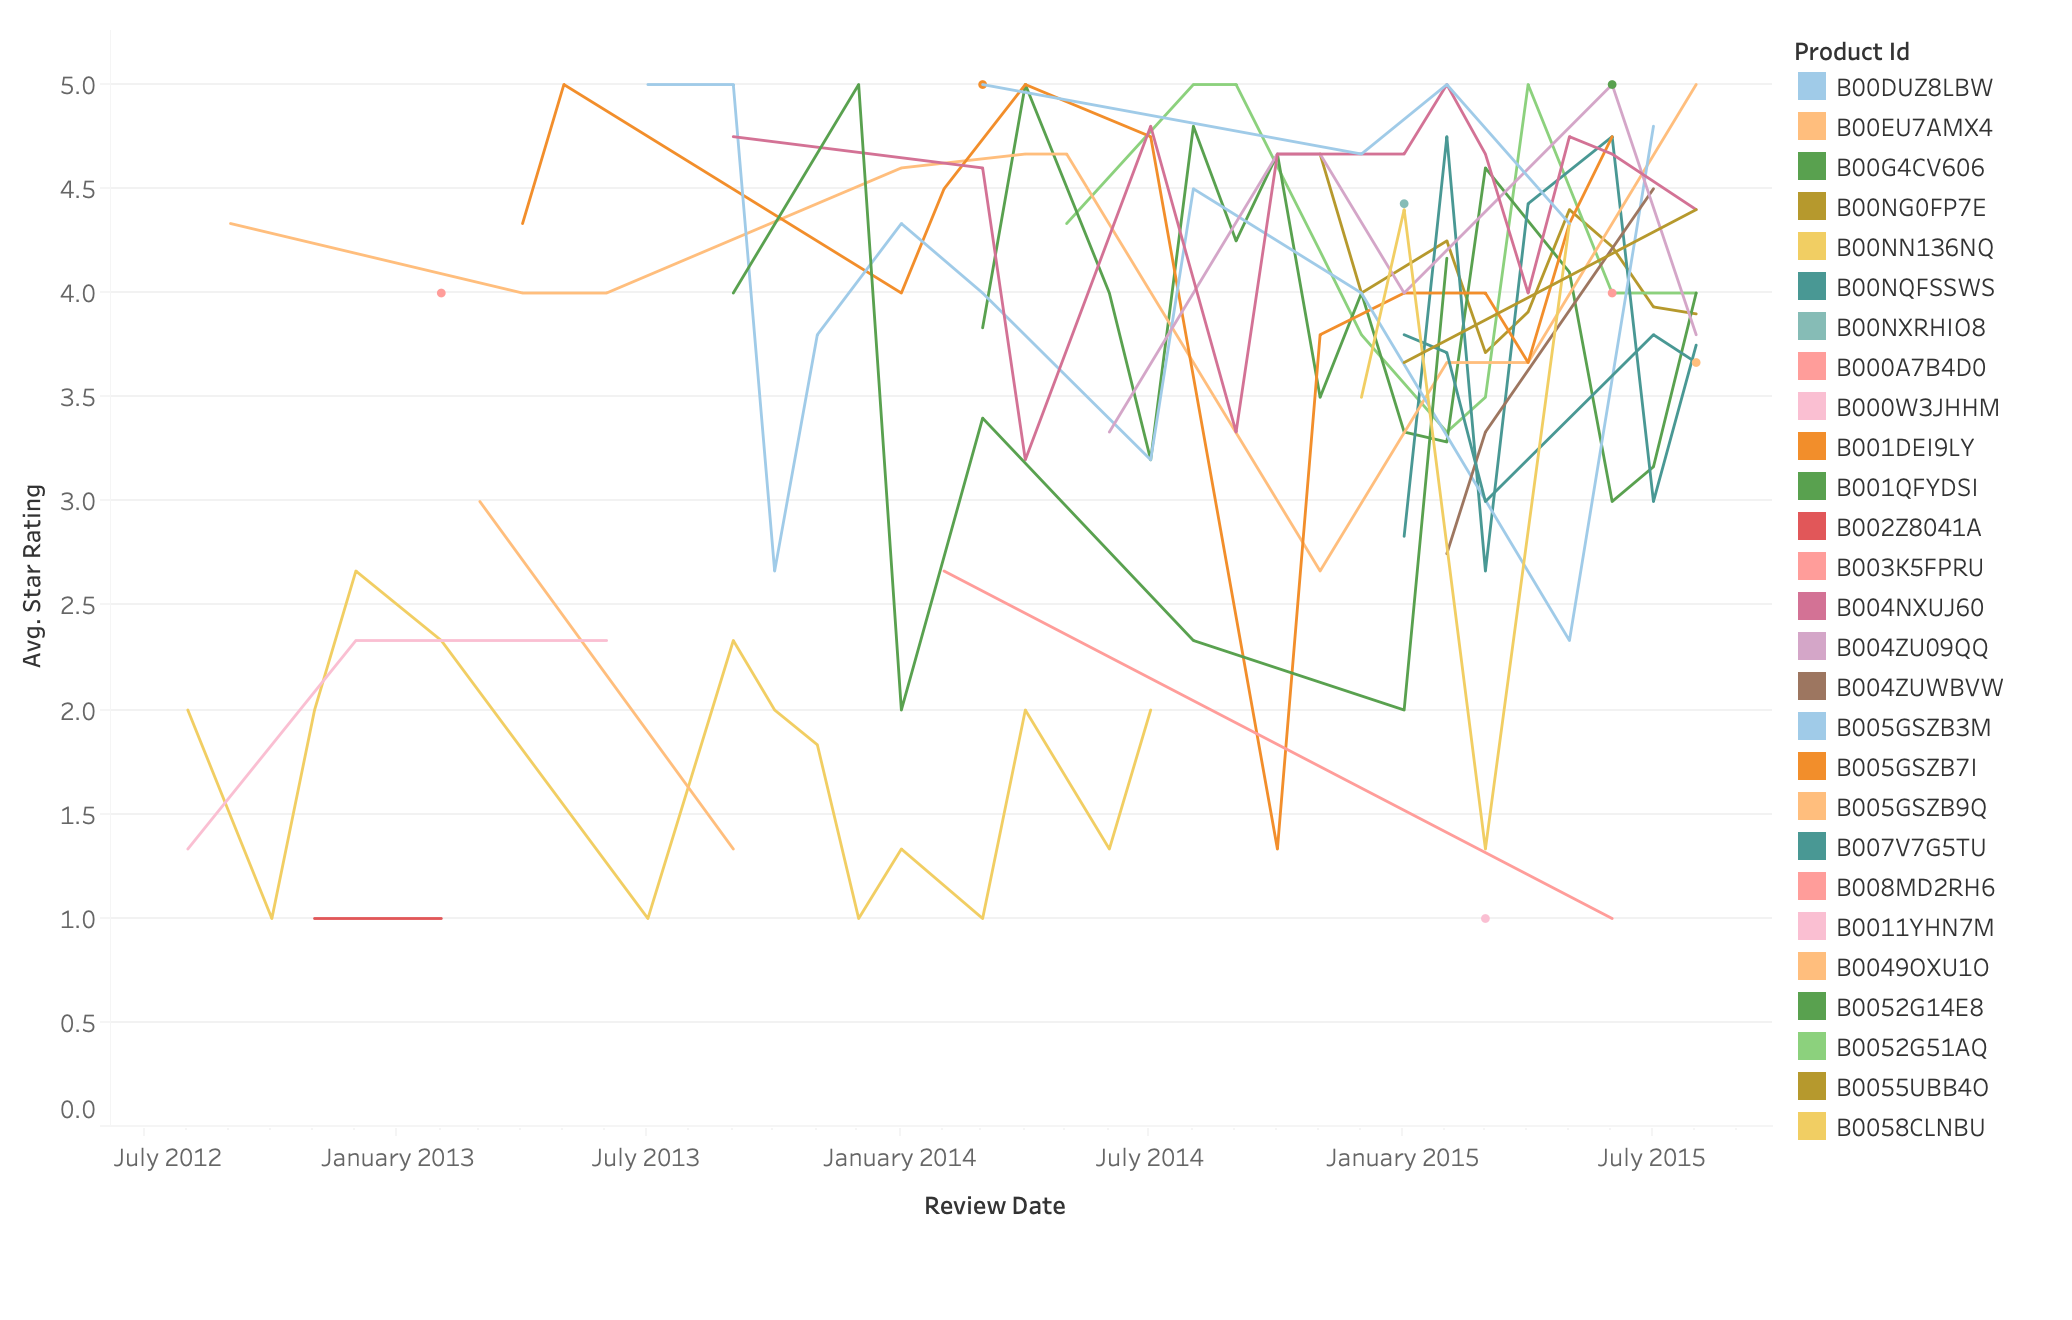 Product Id
B00DUZ8LBW
B00EU7AMX4
B00G4CV606
B00NG0FP7E
B00NN136NQ
B00NQFSSWS
B00NXRHIO8
B000A7B4D0
B000W3JHHM
B001DEI9LY
B001QFYDSI
B002Z8041A
B003K5FPRU
B004NXUJ60
B004ZU09QQ
B004ZUWBVW
B005GSZB3M
B005GSZB7I
B005GSZB9Q
B007V7G5TU
B008MD2RH6
B0011YHN7M
B0049OXU1O
B0052G14E8
B0052G51AQ
B0055UBB4O
B0058CLNBU
Avg. Star Rating
5.0
4.5
4.0
3.5
3.0
2.5
2.0
1.5
1.0
0.5
0.0
July 2012
January 2013
July 2013
January 2014
July 2014
January 2015
July 2015
Review Date